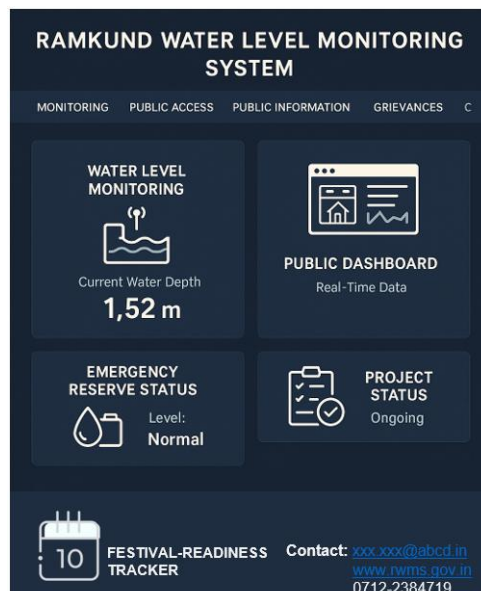 RAMKUND WATER LEVEL MONITORING
SYSTEM
MONITORING PUBLIC ACCESS PUBLIC INFORMATION GRIEVANCES C
WATER LEVEL
MONITORING
Current Water Depth
1,52 m
PUBLIC DASHBOARD
Real-Time Data
EMERGENCY
RESERVE STATUS
Level:
Normal
PROJECT
STATUS
Ongoing
10
FESTIVAL-READINESS
TRACKER
Contact: xxx.xxx@abcd.in
www.rwms.gov.in
0712-2384719